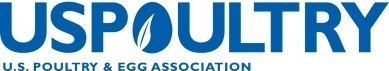 USPOULTRY
U.S. POULTRY & EGG ASSOCIATION